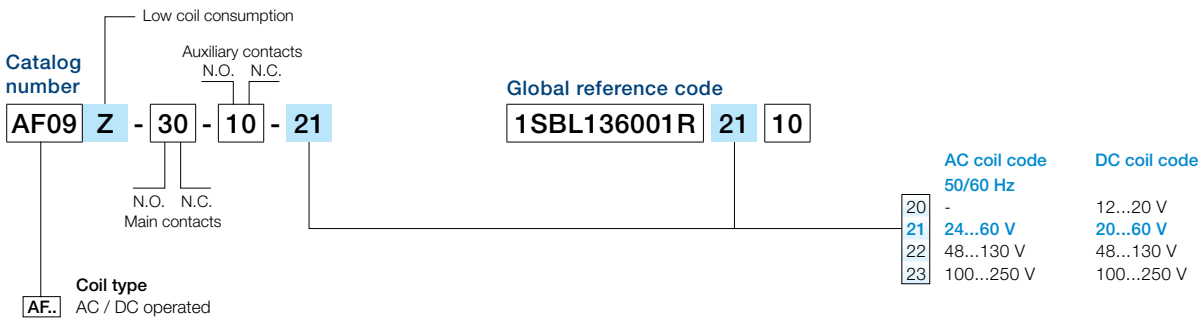 Low coil consumption
Catalog
number
Auxiliary contacts
N.O. N.C.
Global reference code
AF09 Z - 30 - 10 - 21
1SBL136001R 21 10
N.O. N.C.
Main contacts
AC coil code DC coil code
50/60 Hz
20 - 12...20 V
21 24...60 V 20...60 V
22 48...130 V 48...130 V
23 100...250 V 100...250 V
Coil type
AF.. AC / DC operated